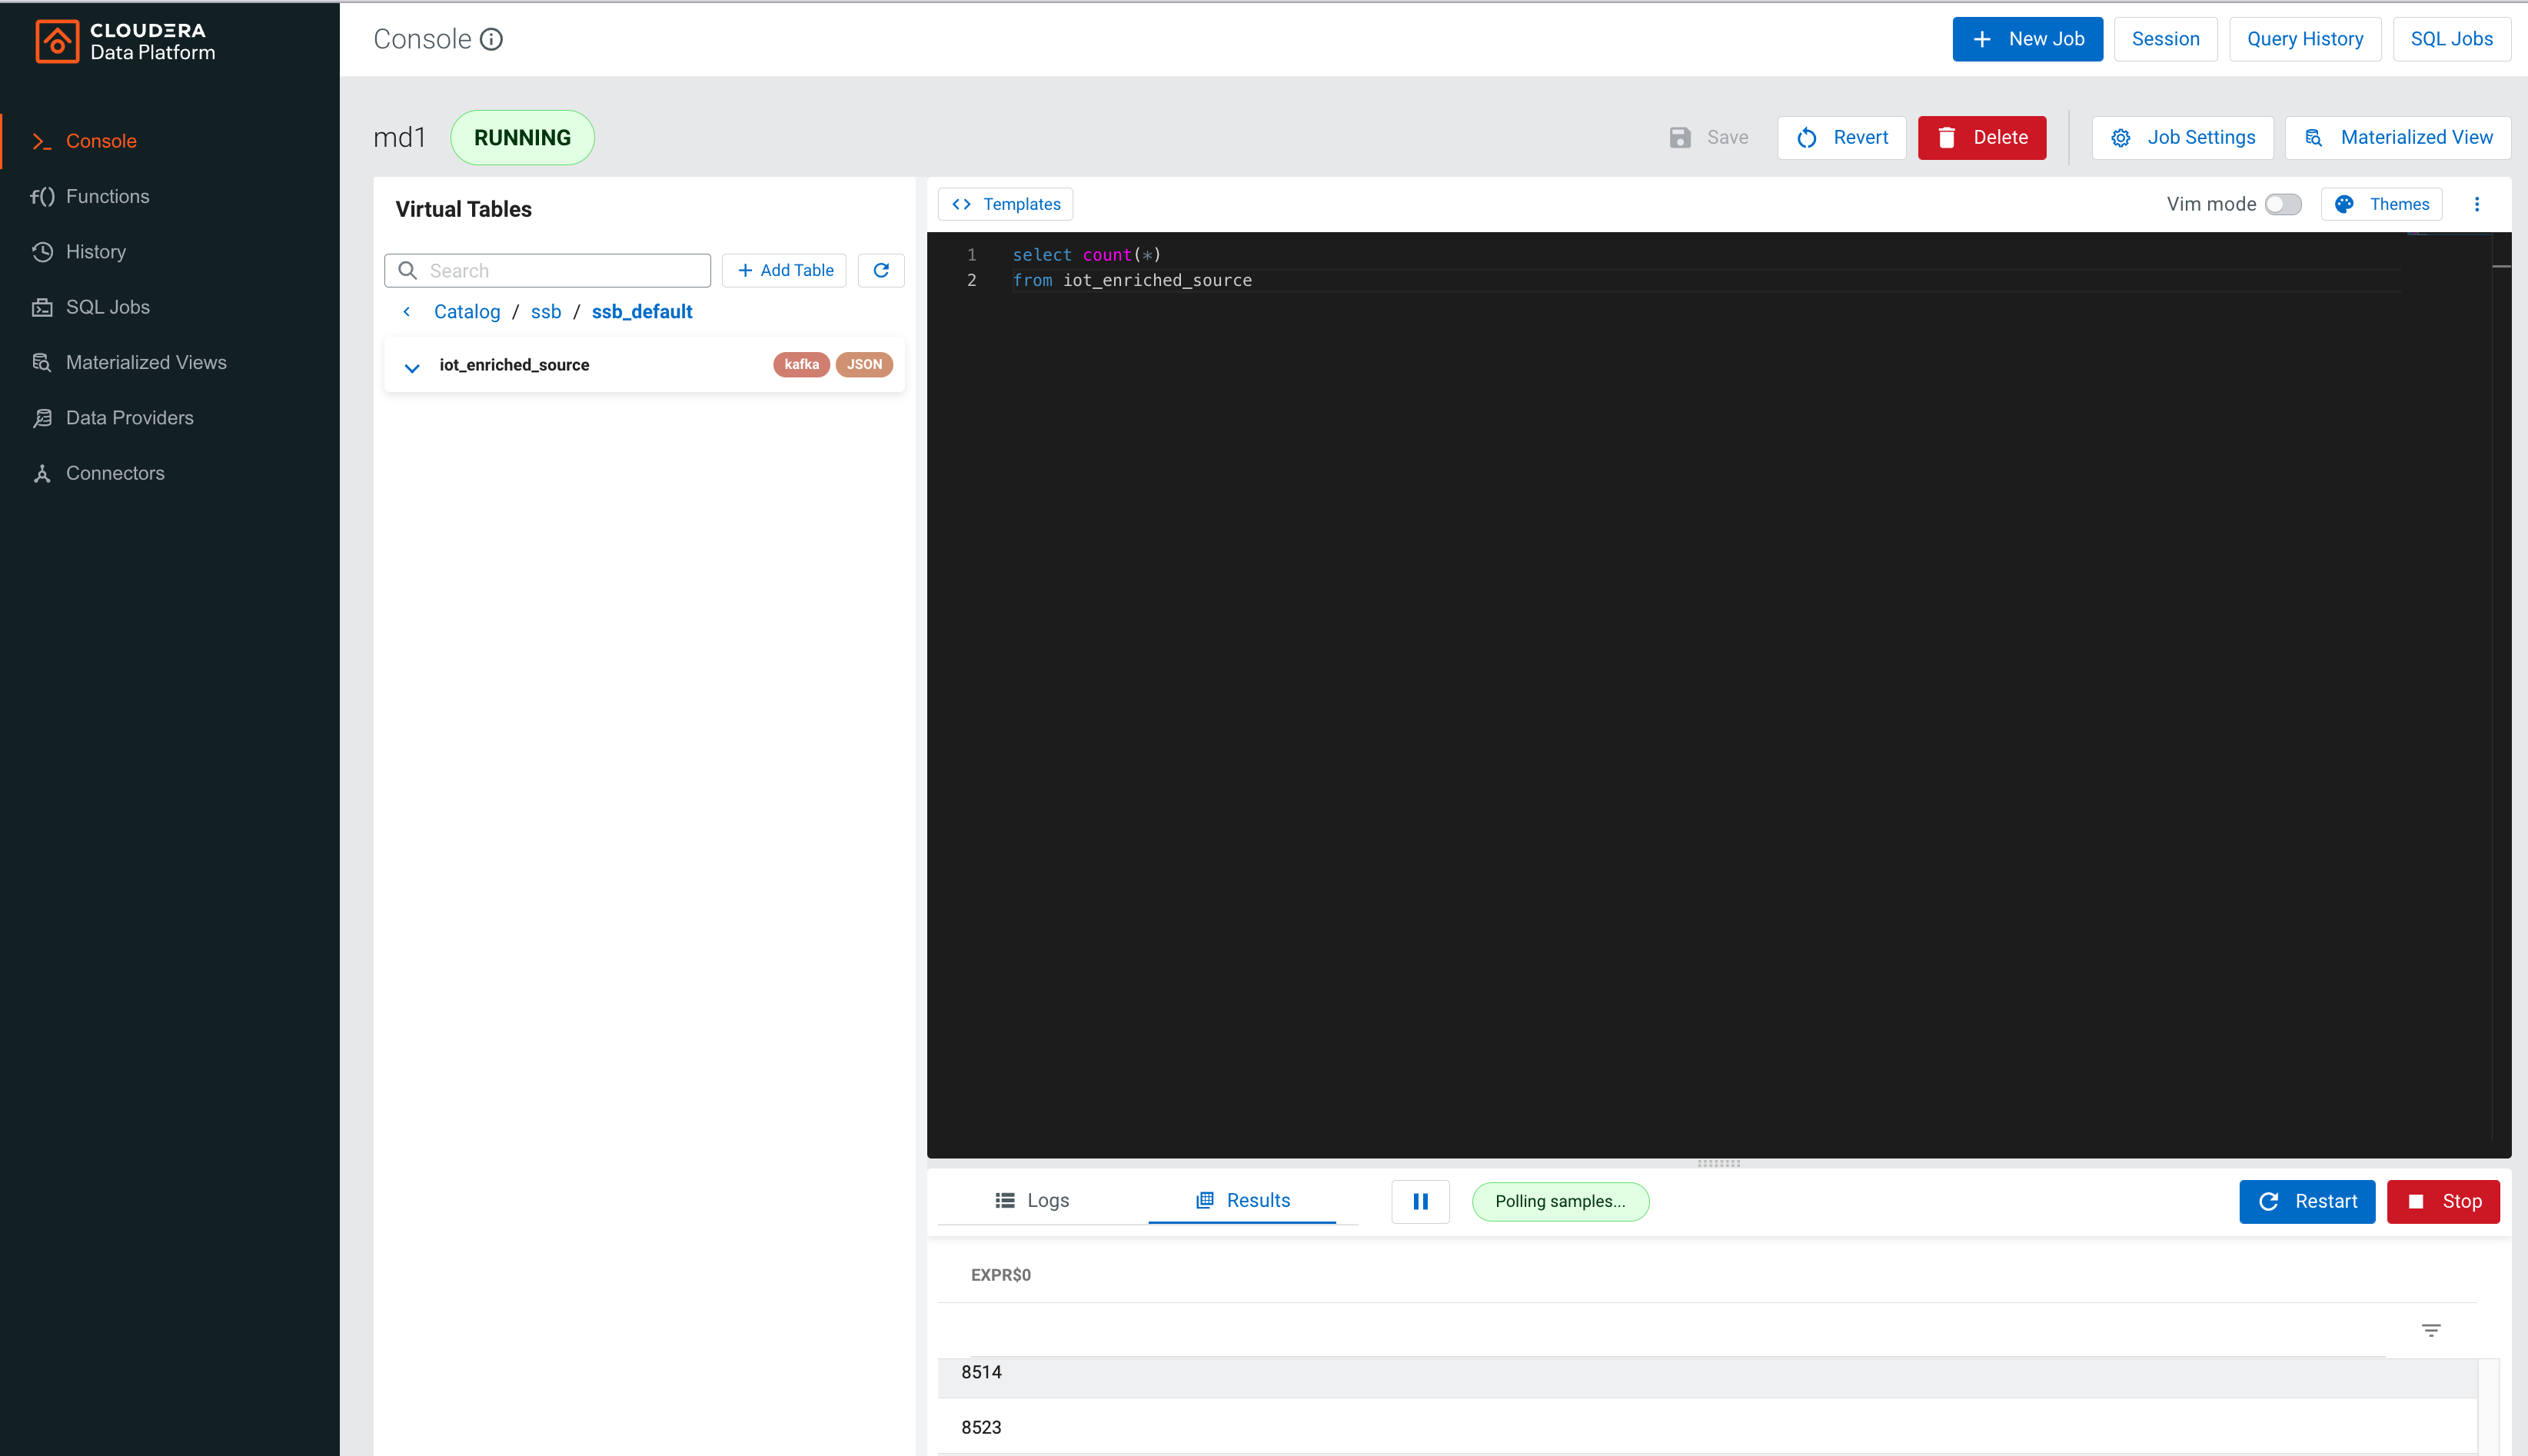 CLOUDERA
Data Platform
Console
Functions
History
SQL Jobs
Materialized Views
Data Providers
Connectors
Console
New Job
Session
Query History
SQL Jobs
md1
RUNNING
Save
Revert
Delete
Job Settings
Materialized View
Virtual Tables
Search
Add Table
Catalog / ssb / ssb_default
iot_enriched_source
kafka
JSON
Templates
Vim mode
Themes
1 select count(*)
2 from iot_enriched_source
Logs
Results
Polling samples...
Restart
Stop
EXPR$0
8514
8523